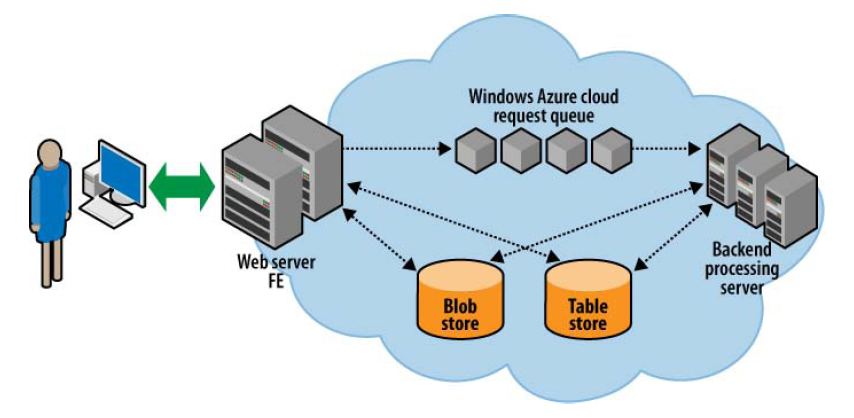 Windows Azure cloud
request queue
Web server
FE
Blob
store
Table
store
Backend
processing
server